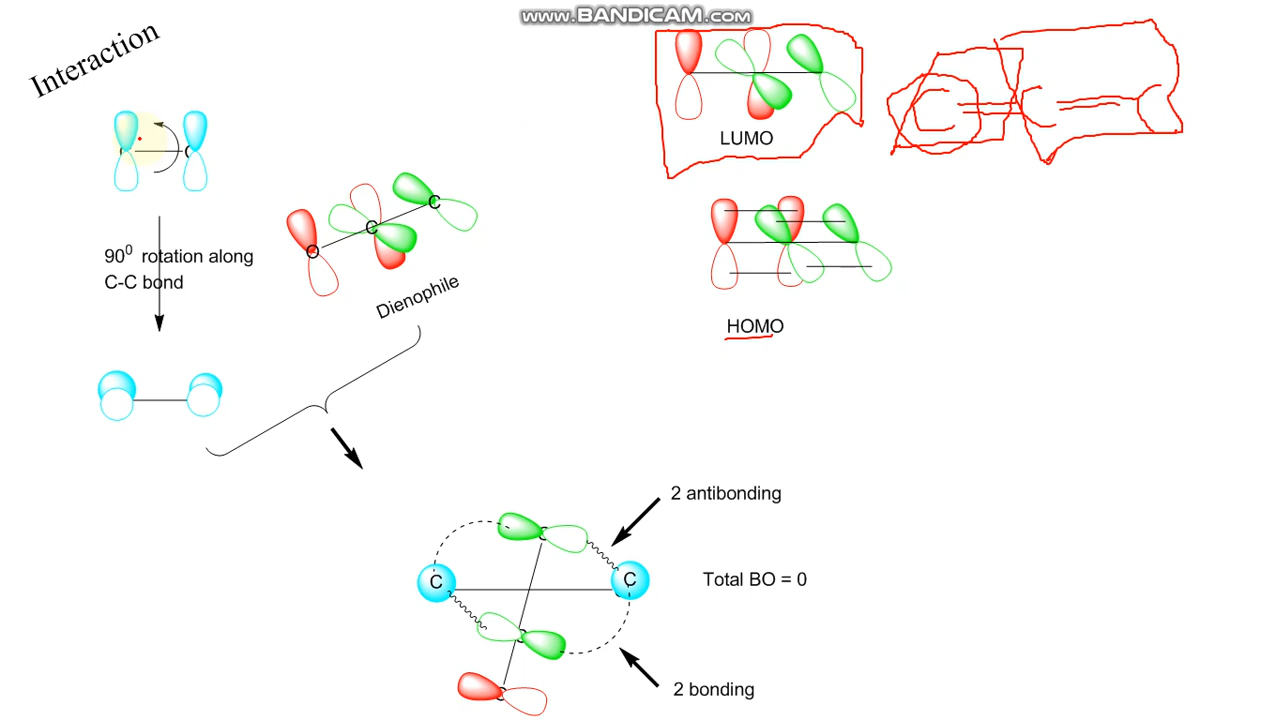 www.BANDICAM.com
Interaction
LUMO
90⁰ rotation along
C-C bond
O
C
C
Dienophile
HOMO
2 antibonding
C
C
C
Total BO = 0
2 bonding